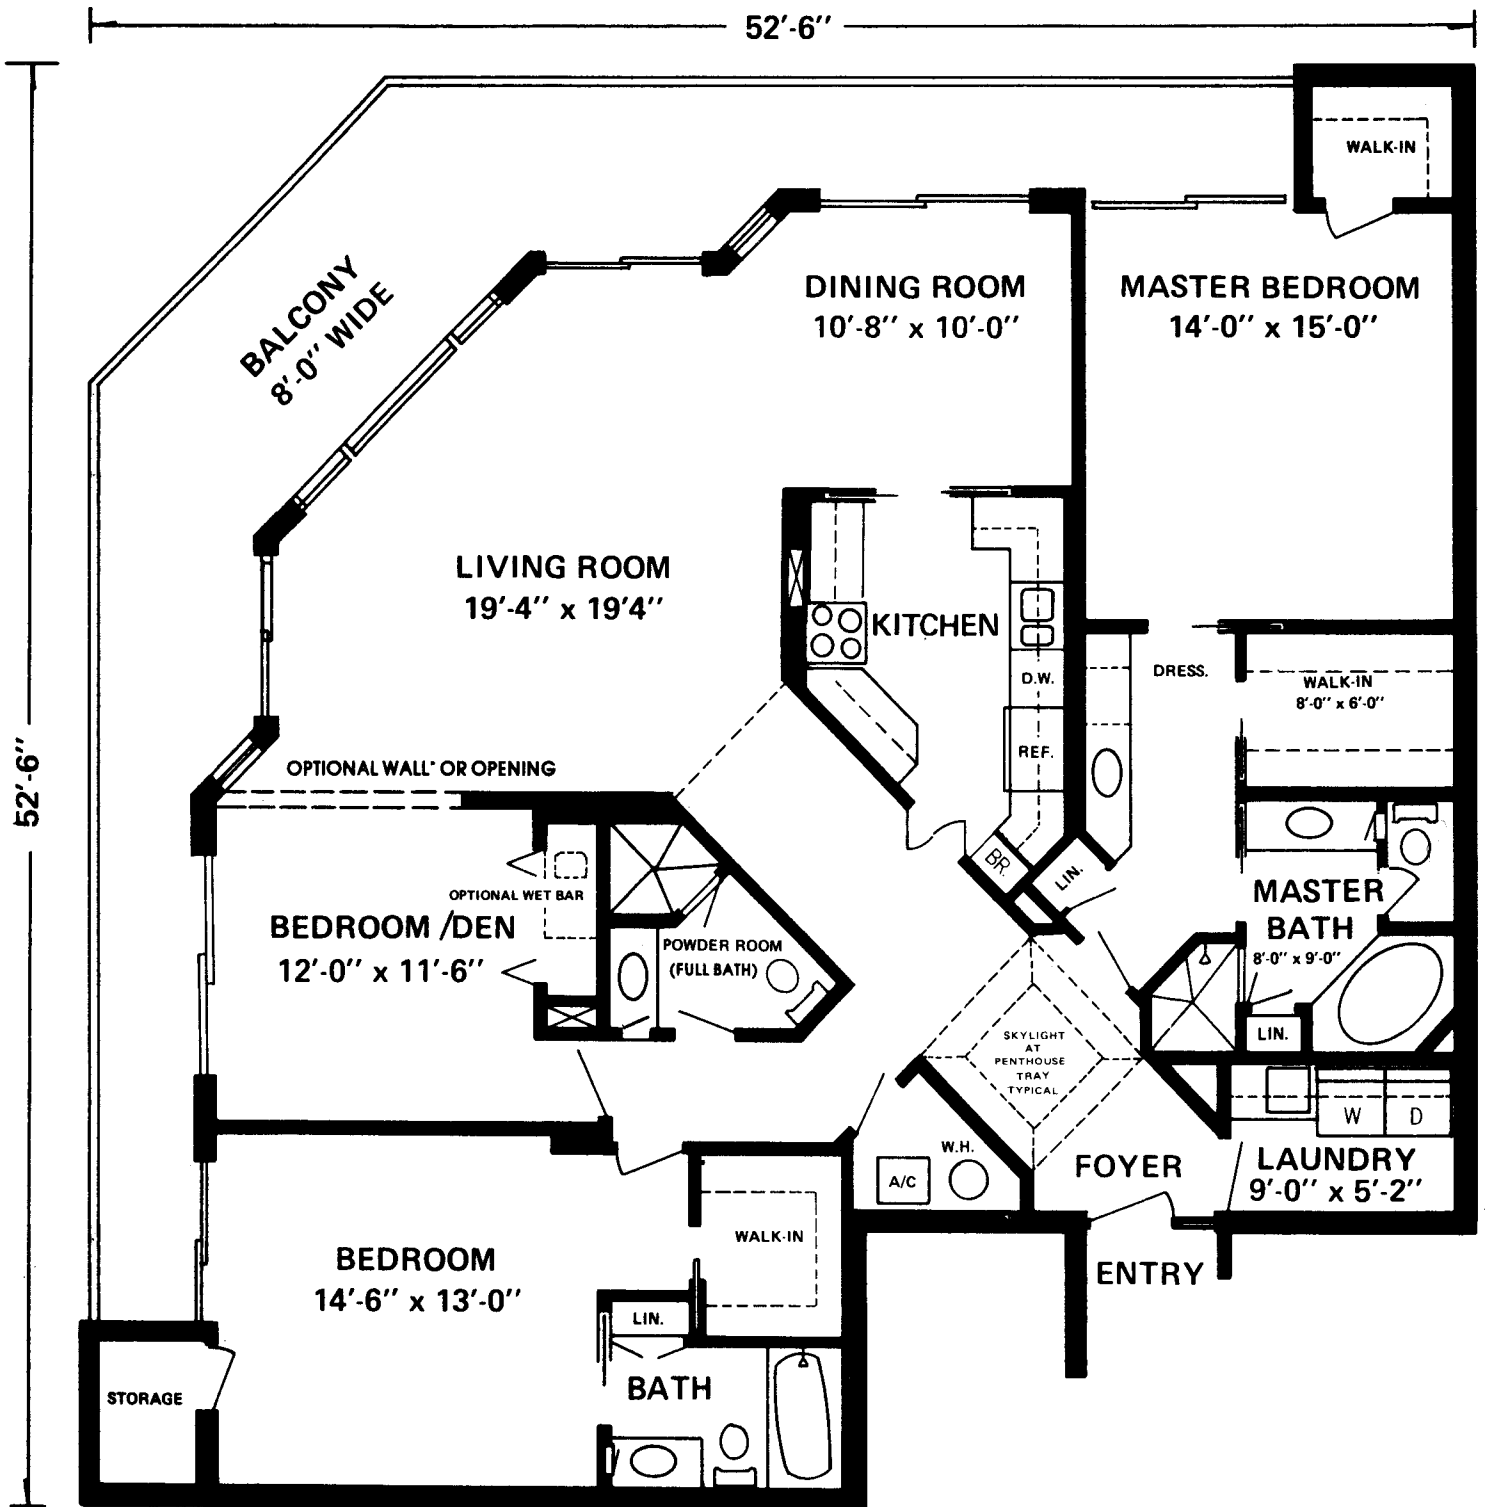 52'-6"
WALK-IN
BALCONY
8'-0" WIDE
DINING ROOM
10'-8" x 10'-0"
MASTER BEDROOM
14'-0" x 15'-0"
LIVING ROOM
19'-4" x 19'4"
KITCHEN
D.W.
REF.
BR.
DRESS.
WALK-IN
8'-0" x 6'-0"
52'-6"
OPTIONAL WALL OR OPENING
LIN.
OPTIONAL WET BAR
BEDROOM /DEN
12'-0" x 11'-6"
POWDER ROOM
(FULL BATH)
MASTER
BATH
8'-0" x 9'-0"
LIN.
SKYLIGHT
AT
PENTHOUSE
TRAY
TYPICAL
W
D
W.H.
A/C
FOYER
LAUNDRY
9'-0" x 5'-2"
WALK-IN
BEDROOM
14'-6" x 13'-0"
ENTRY
LIN.
BATH
STORAGE